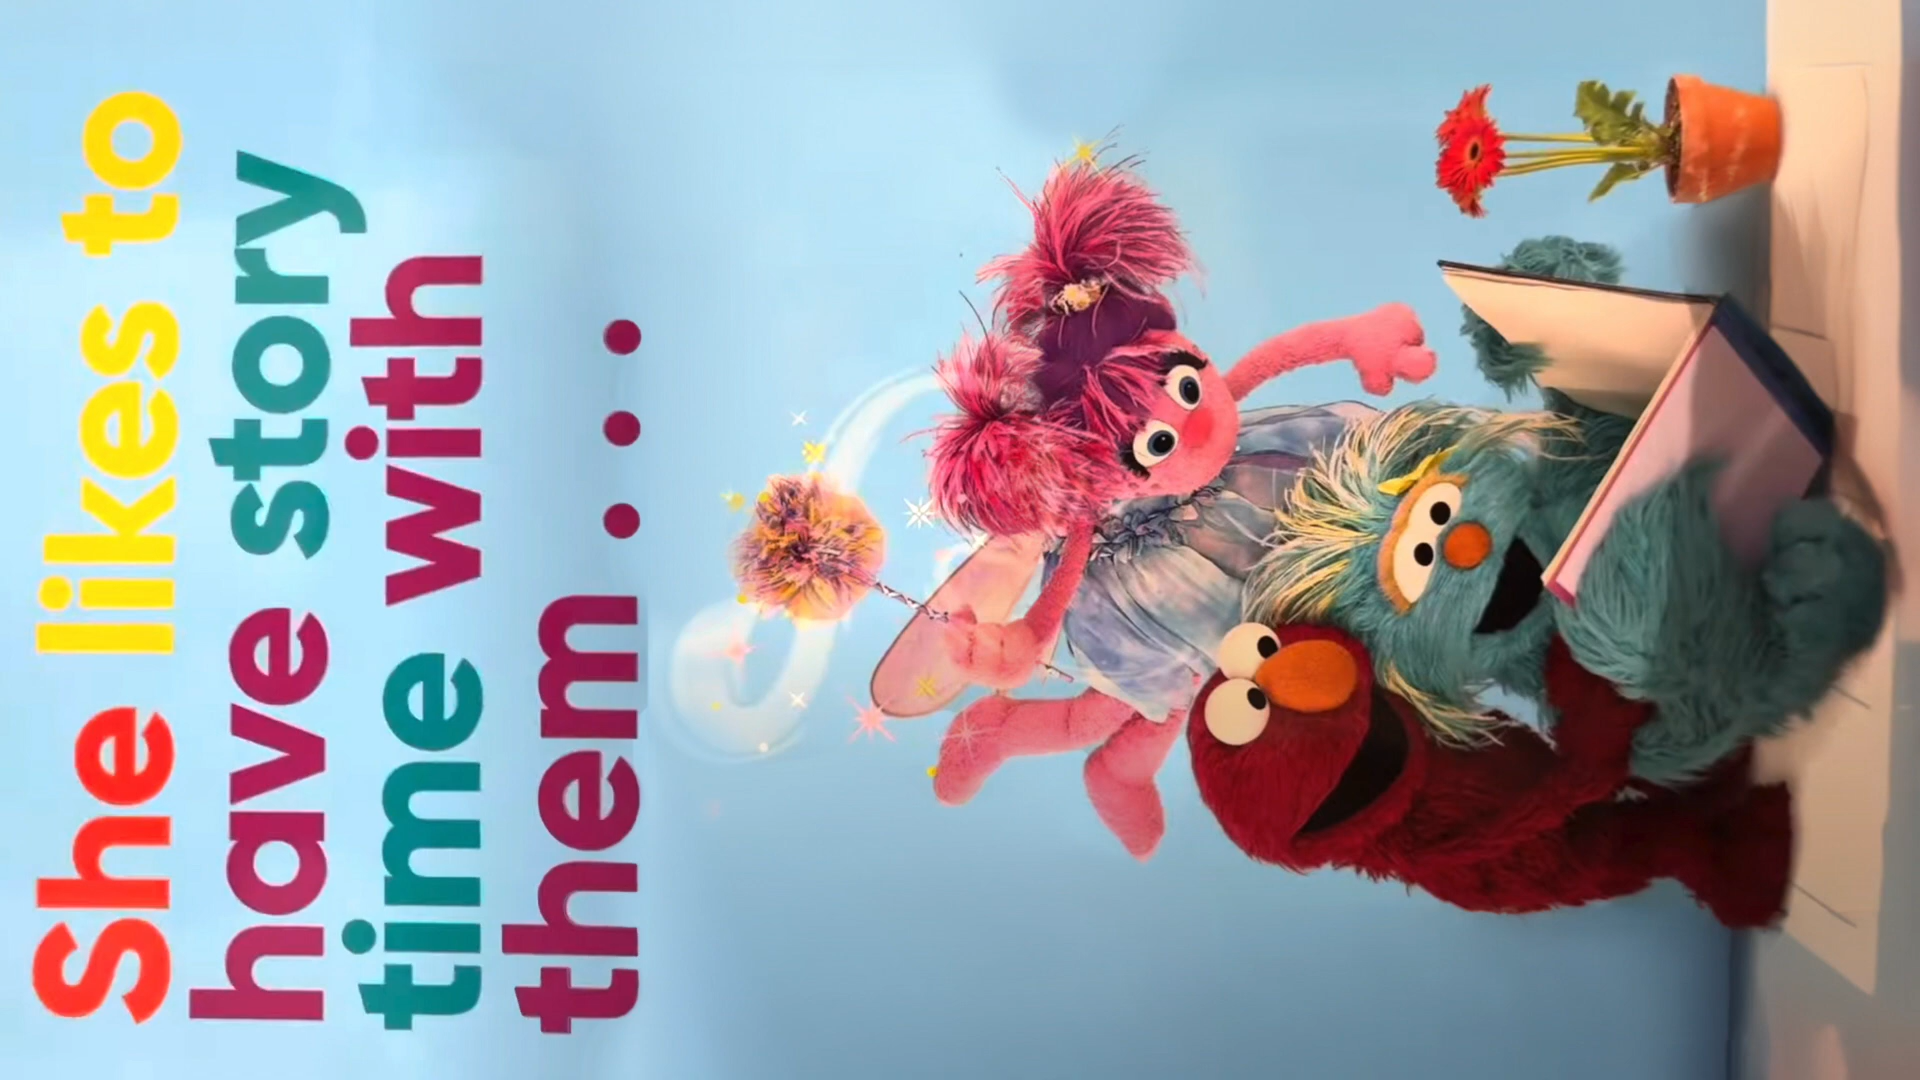 She likes to
have story
time with
them . . .